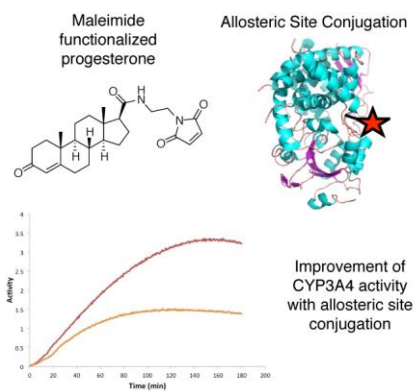 Maleimide
functionalized
progesterone
Allosteric Site Conjugation
O
H
N
O
N
O
O
H
H
H
O
4
3.5
3
2.5
2
1.5
1
0.5
0
Activity
0 20 40 60 80 100 120 140 160 180 200
Time (min)
Improvement of
CYP3A4 activity
with allosteric site
conjugation